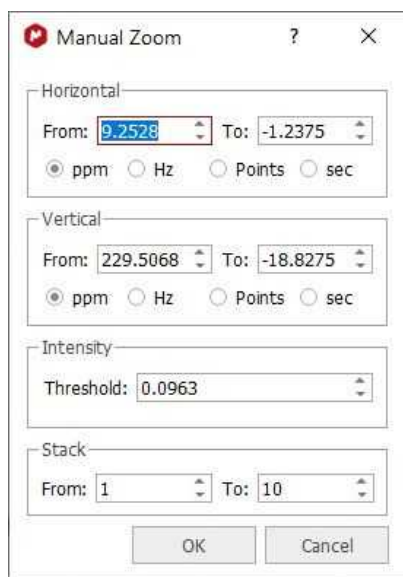 Manual Zoom ? ×
Horizontal
From: 9.2528 To: -1.2375
ppm Hz Points sec
Vertical
From: 229.5068 To: -18.8275
ppm Hz Points sec
Intensity
Threshold: 0.0963
Stack
From: 1 To: 10
OK Cancel